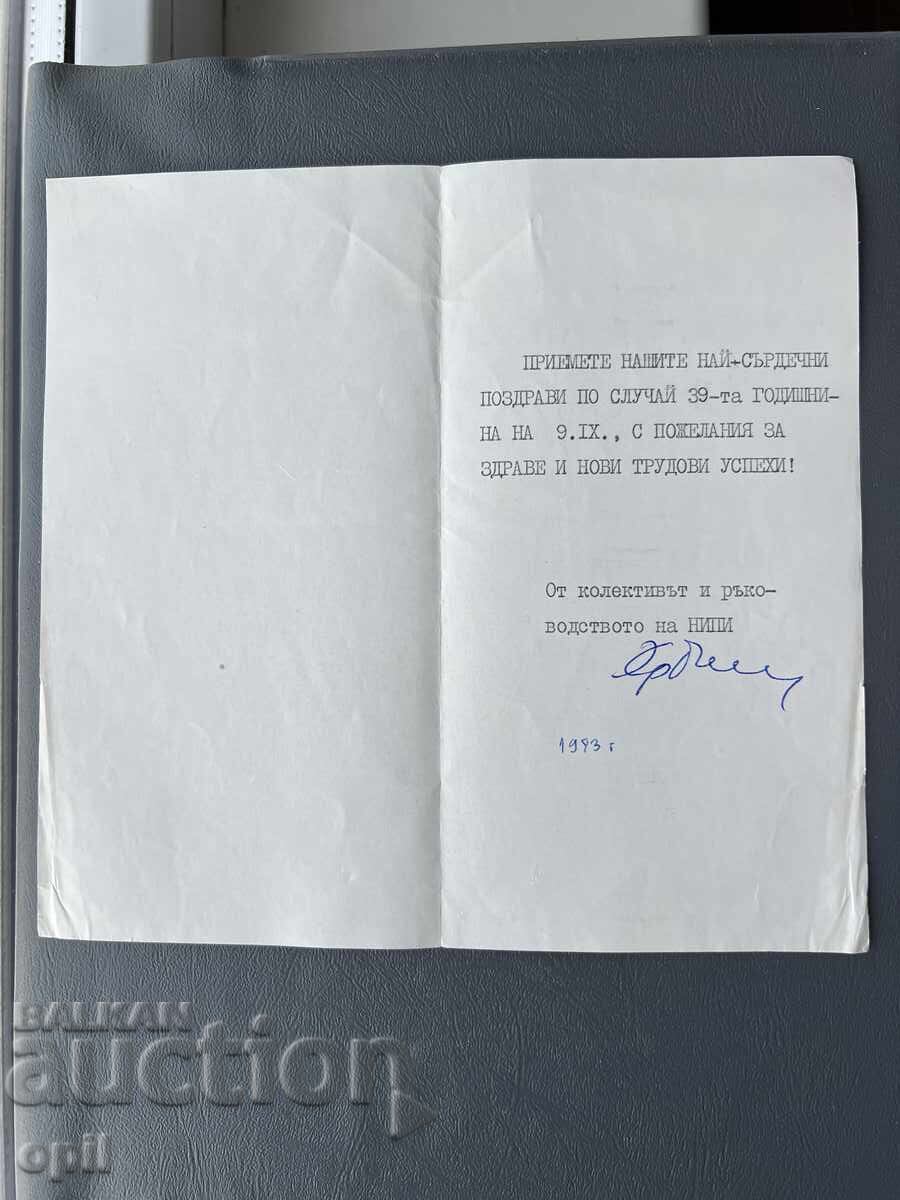 ПРИЕМЕТЕ НАШИТЕ НАЙ-СЪРДЕЧНИ
ПОЗДРАВИ ПО СЛУЧАЙ 39-та ГОДИШНИ-
НА НА 9.IX., С ПОЖЕЛАНИЯ ЗА
ЗДРАВЕ И НОВИ ТРУДОВИ УСПЕХИ!
От колективът и ръко-
водството на НИПИ
1983 г
BALKAN
auction
opil